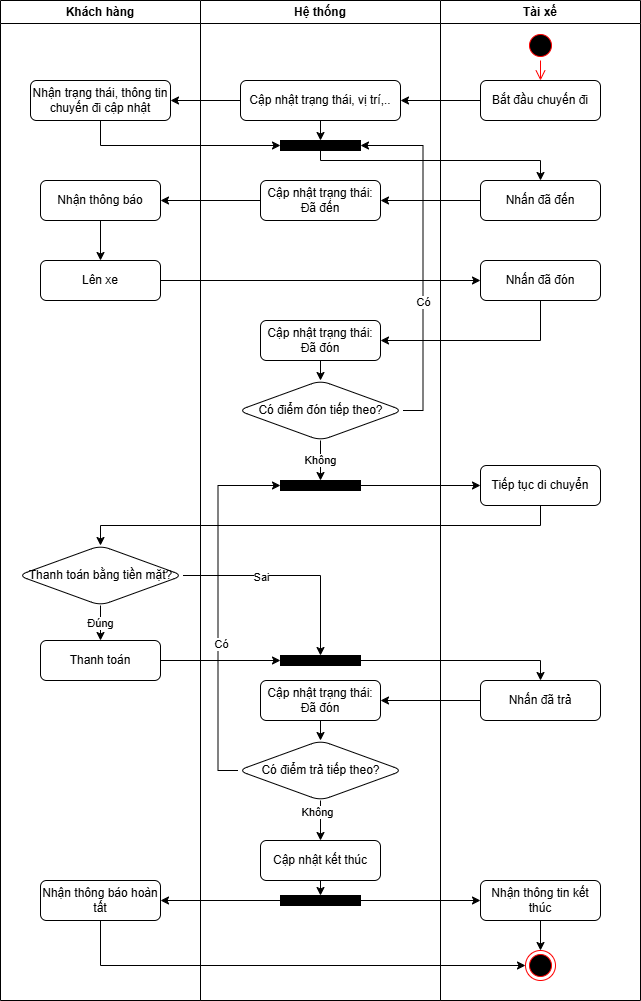 Khách hàng
Hệ thống
Tài xế
Nhận trạng thái, thông tin
chuyến đi cập nhật
Cập nhật trạng thái, vị trí,..
Bắt đầu chuyến đi
Nhận thông báo
Cập nhật trạng thái:
Đã đến
Nhấn đã đến
Lên xe
Nhấn đã đón
Có
Cập nhật trạng thái:
Đã đón
Có điểm đón tiếp theo?
Không
Tiếp tục di chuyển
Thanh toán bằng tiền mặt?
Sai
Đúng
Có
Thanh toán
Cập nhật trạng thái:
Đã đón
Nhấn đã trả
Có điểm trả tiếp theo?
Không
Cập nhật kết thúc
Nhận thông báo hoàn
tất
Nhận thông tin kết
thúc